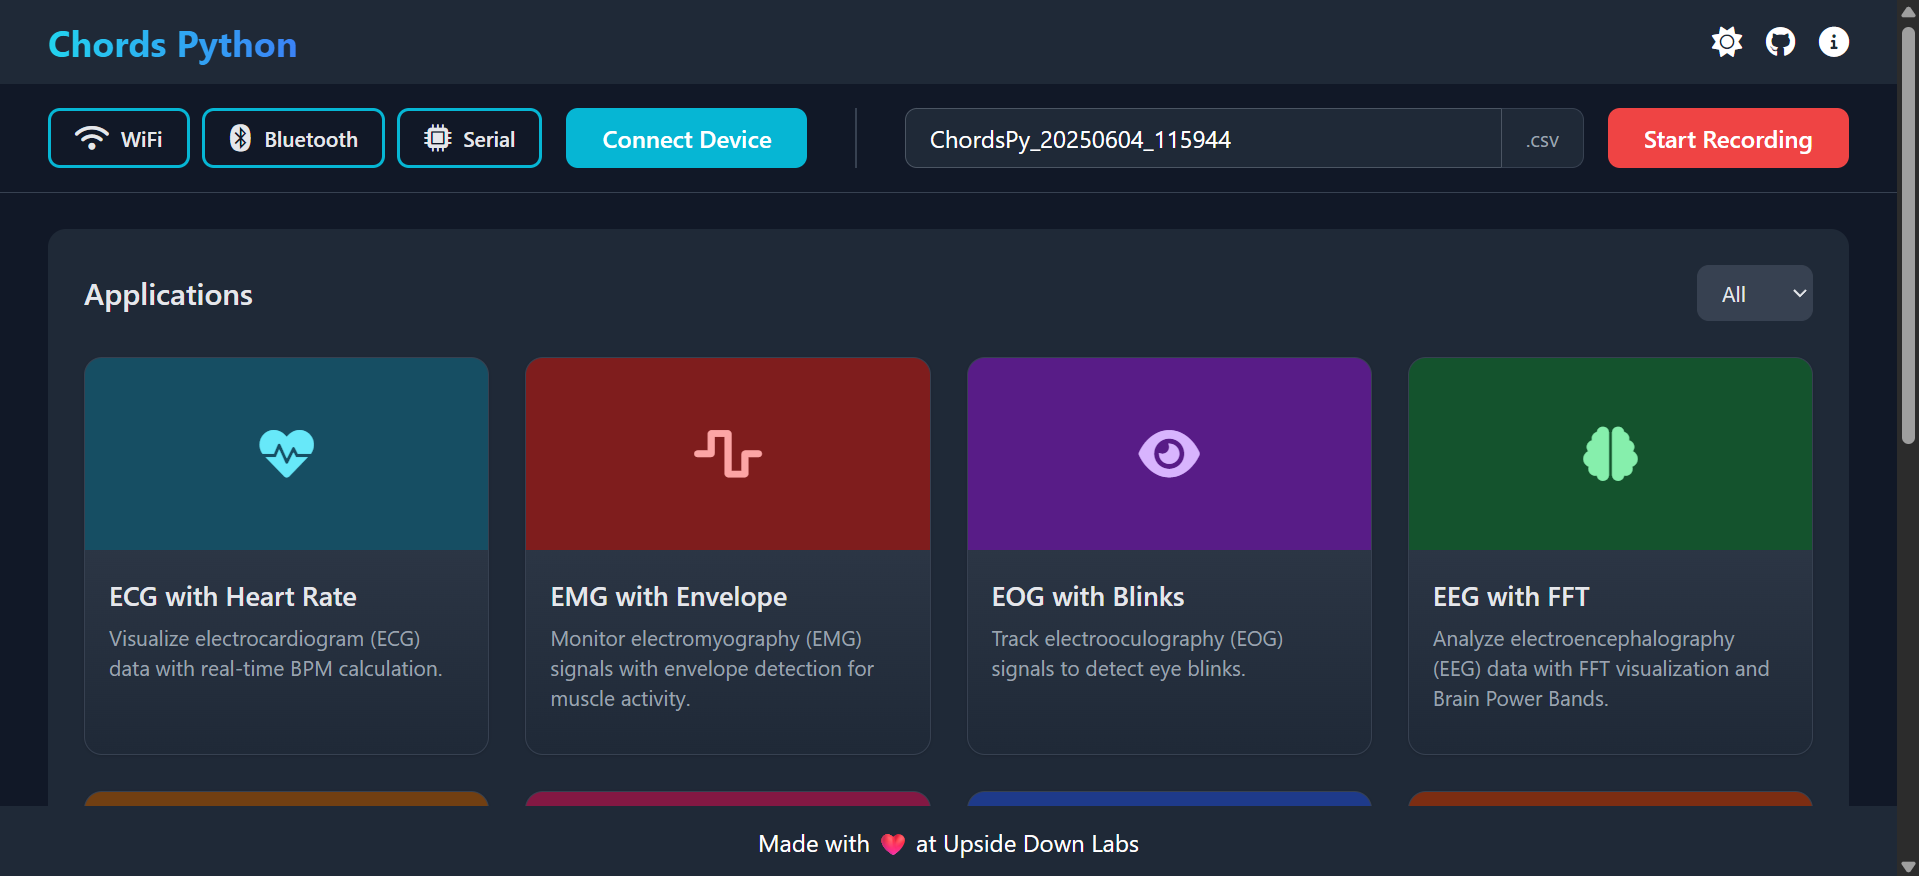 Chords Python
WiFi
Bluetooth
Serial
Connect Device
ChordsPy_20250604_115944
.csv
Start Recording
Applications
All
ECG with Heart Rate
Visualize electrocardiogram (ECG)
data with real-time BPM calculation.
EMG with Envelope
Monitor electromyography (EMG)
signals with envelope detection for
muscle activity.
EOG with Blinks
Track electrooculography (EOG)
signals to detect eye blinks.
EEG with FFT
Analyze electroencephalography
(EEG) data with FFT visualization and
Brain Power Bands.
Made with ❤️ at Upside Down Labs